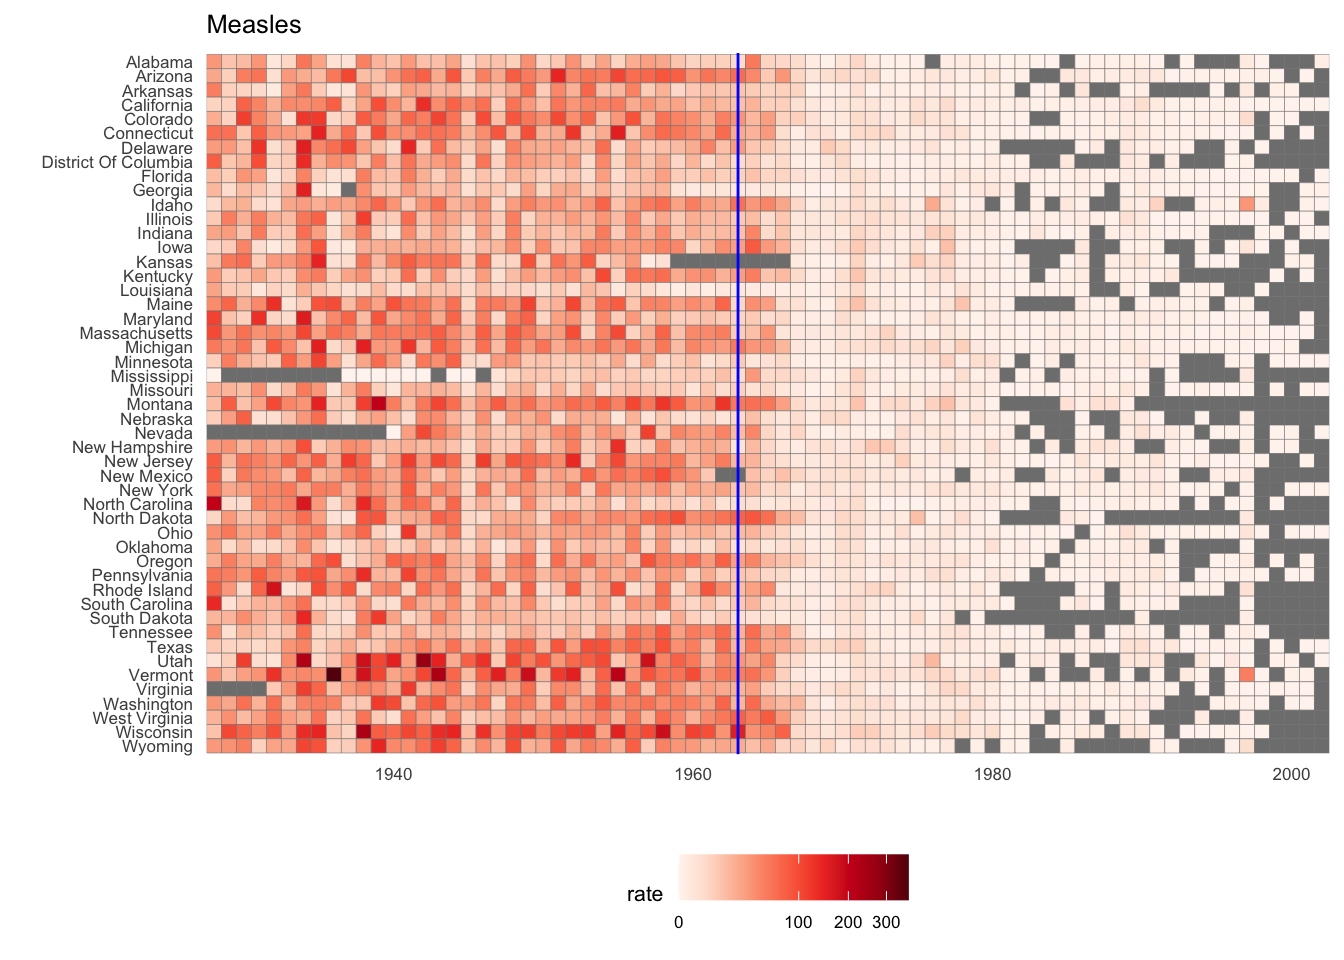 Measles
Alabama
Arizona
Arkansas
California
Colorado
Connecticut
Delaware
District Of Columbia
Florida
Georgia
Idaho
Illinois
Indiana
Iowa
Kansas
Kentucky
Louisiana
Maine
Maryland
Massachusetts
Michigan
Minnesota
Mississippi
Missouri
Montana
Nebraska
Nevada
New Hampshire
New Jersey
New Mexico
New York
North Carolina
North Dakota
Ohio
Oklahoma
Oregon
Pennsylvania
Rhode Island
South Carolina
South Dakota
Tennessee
Texas
Utah
Vermont
Virginia
Washington
West Virginia
Wisconsin
Wyoming
1940 1960 1980 2000
rate
0 100 200 300